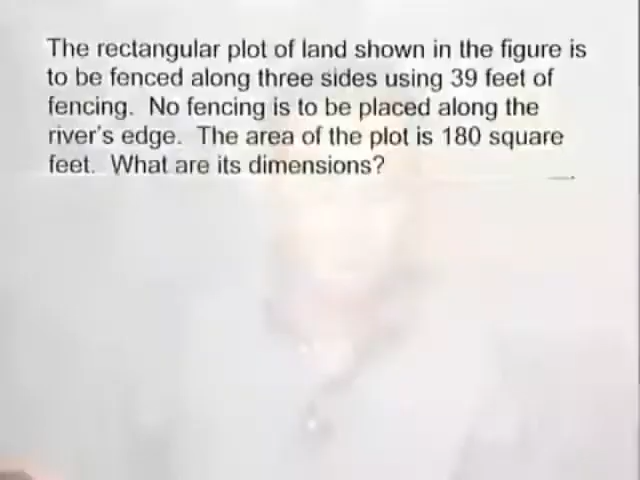 The rectangular plot of land shown in the figure is
to be fenced along three sides using 39 feet of
fencing.  No fencing is to be placed along the
river's edge.  The area of the plot is 180 square
feet.  What are its dimensions?